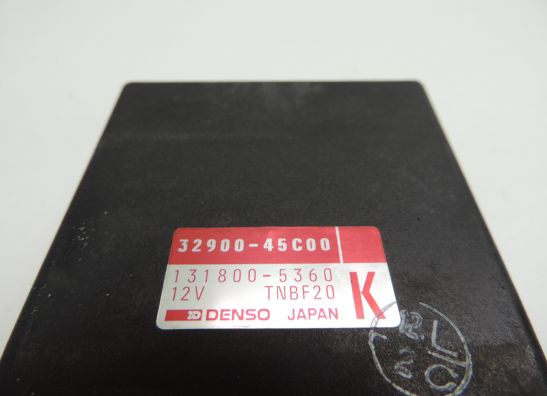 32900-45C00
131800-5360
12V TNBF20 K
DENSO JAPAN